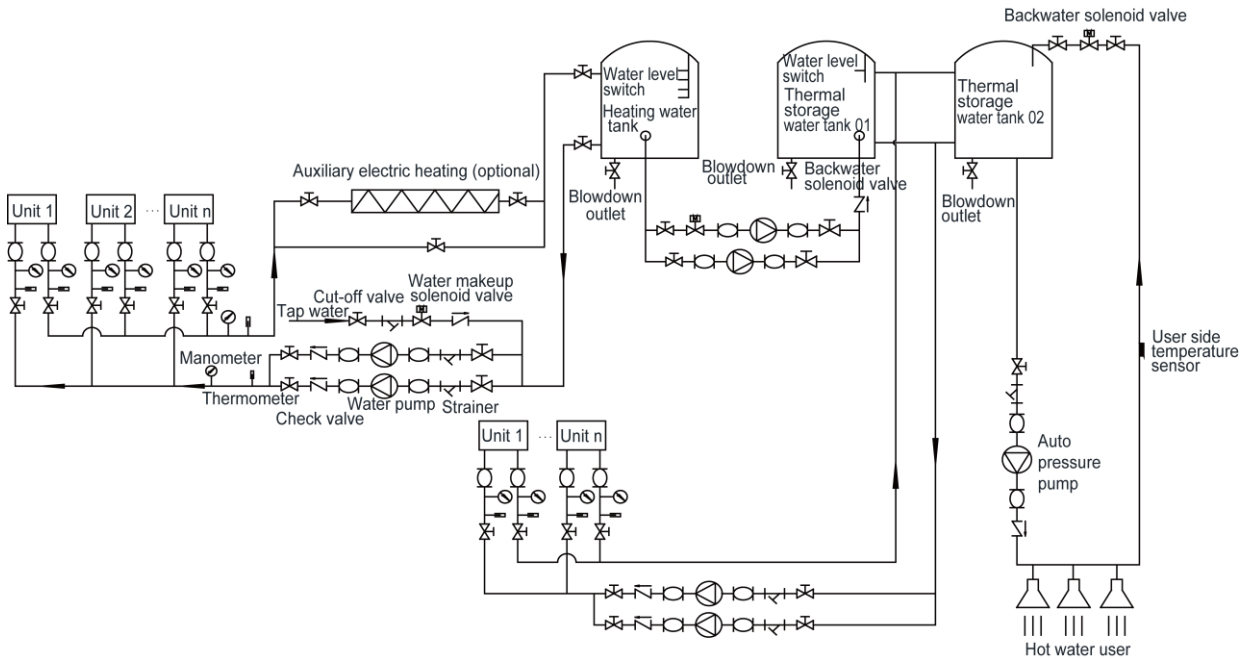 Backwater solenoid valve
Water level
switch
Heating water
tank
Water level
switch
Thermal
storage
water tank 01
Thermal
storage
water tank 02
Auxiliary electric heating (optional)
Blowdown
outlet
Blowdown
outlet
Backwater
solenoid valve
Blowdown
outlet
Unit 1
Unit 2
...
Unit n
Water makeup
solenoid valve
Cut-off valve
Tap water
Manometer
Thermometer
Check valve
Water pump
Strainer
User side
temperature
sensor
Unit 1
...
Unit n
Auto
pressure
pump
Hot water user